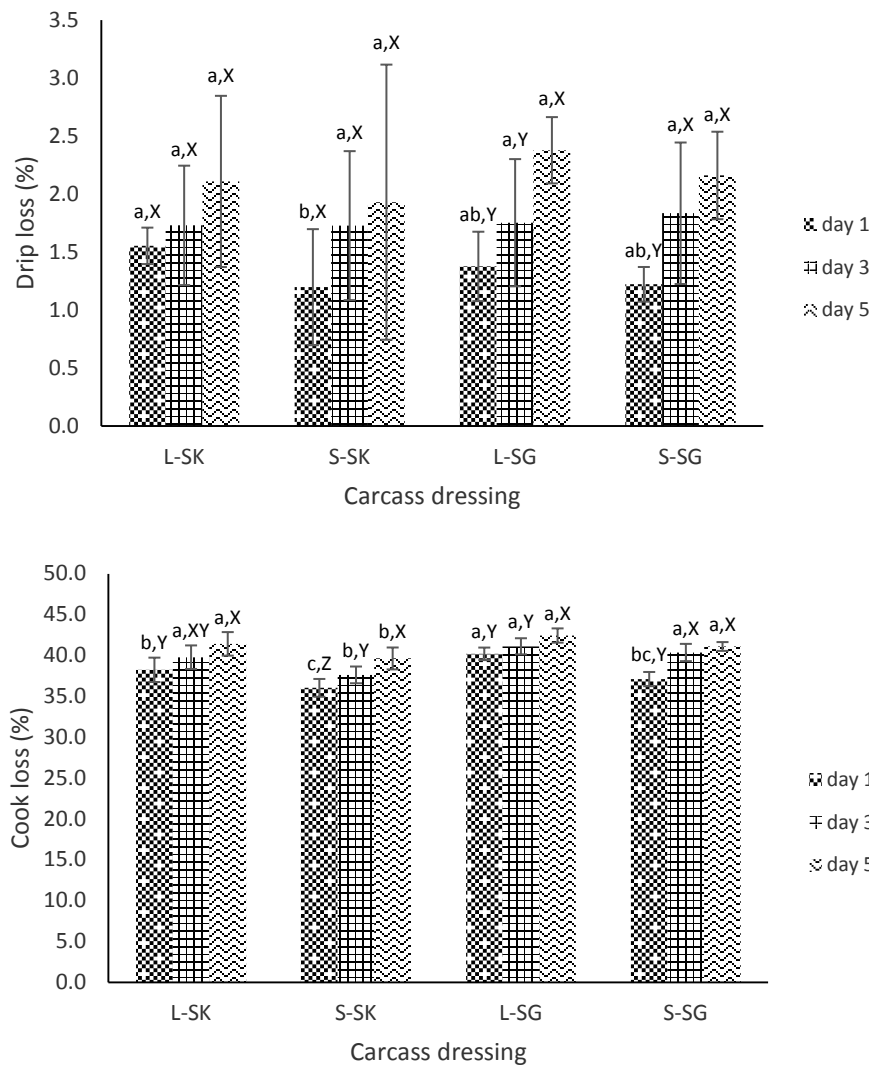 3.5
3.0
2.5
2.0
1.5
1.0
0.5
0.0
Drip loss (%)
a,X
a,X
a,X
b,X
a,X
a,X
ab,Y
a,Y
a,X
ab,Y
a,X
a,X
L-SK
S-SK
L-SG
S-SG
Carcass dressing
day 1
day 3
day 5
50.0
45.0
40.0
35.0
30.0
25.0
20.0
15.0
10.0
5.0
0.0
Cook loss (%)
b,Y
a,XY
a,X
c,Z
b,Y
b,X
a,Y
a,Y
a,X
bc,Y
a,X
a,X
L-SK
S-SK
L-SG
S-SG
Carcass dressing
day 1
day 3
day 5